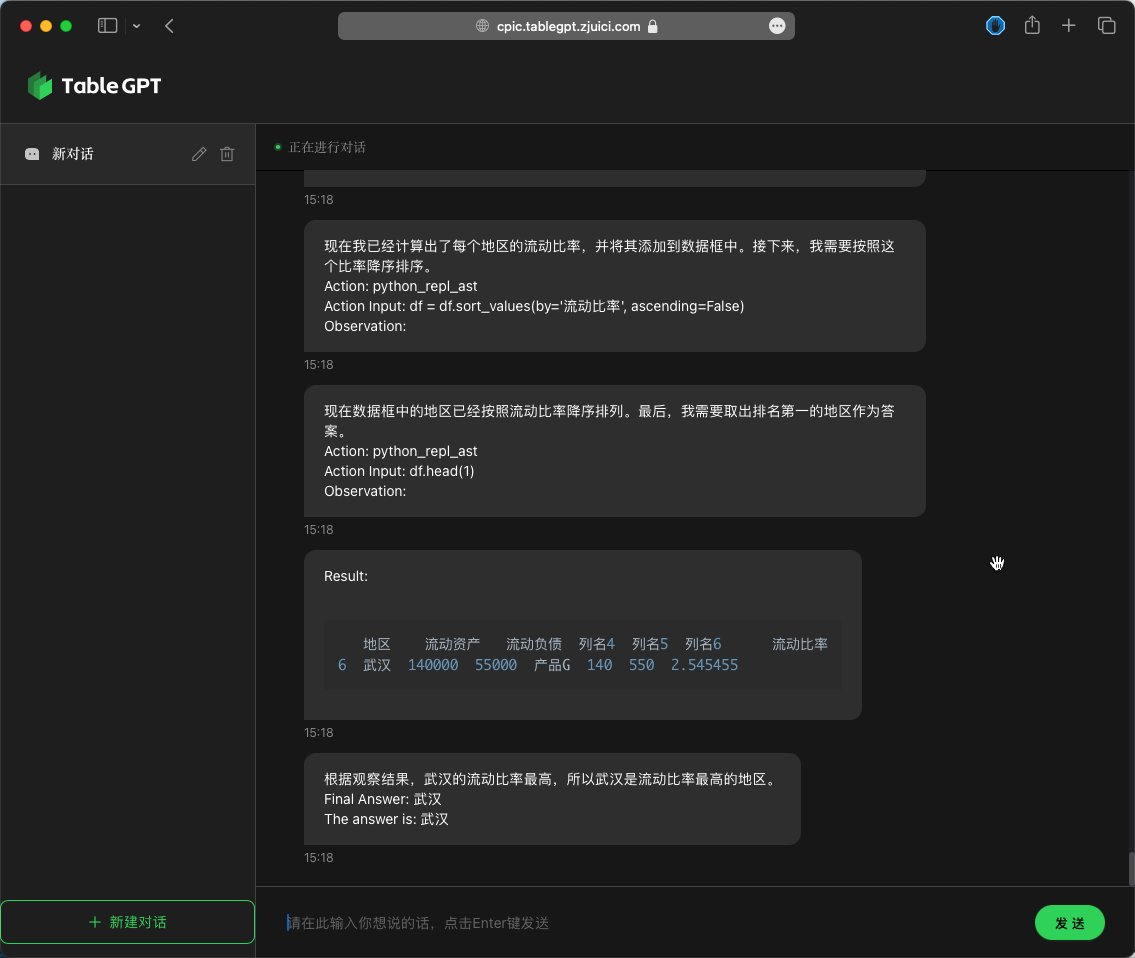 cpic.tablegpt.zjuici.com
TableGPT
新对话
正在进行对话
15:18
现在我已经计算出了每个地区的流动比率，并将其添加到数据框中。接下来，我需要按照这
个比率降序排序。
Action: python_repl_ast
Action Input: df = df.sort_values(by='流动比率', ascending=False)
Observation:
15:18
现在数据框中的地区已经按照流动比率降序排列。最后，我需要取出排名第一的地区作为答
案。
Action: python_repl_ast
Action Input: df.head(1)
Observation:
15:18
Result:
地区 流动资产 流动负债 列名4 列名5 列名6 流动比率
6 武汉 140000 55000 产品G 140 550 2.545455
15:18
根据观察结果，武汉的流动比率最高，所以武汉是流动比率最高的地区。
Final Answer: 武汉
The answer is: 武汉
15:18
新建对话
请在此输入你想说的话，点击Enter键发送
发 送